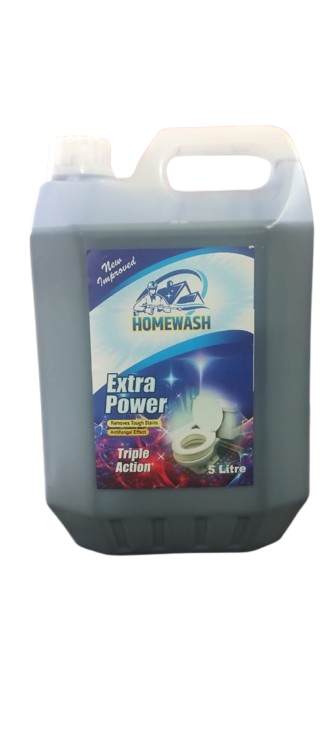 New
Improved
HOMEWASH
Extra
Power
Removes Tough Stains
Antifungal Effect
Triple
Action
5 Litre